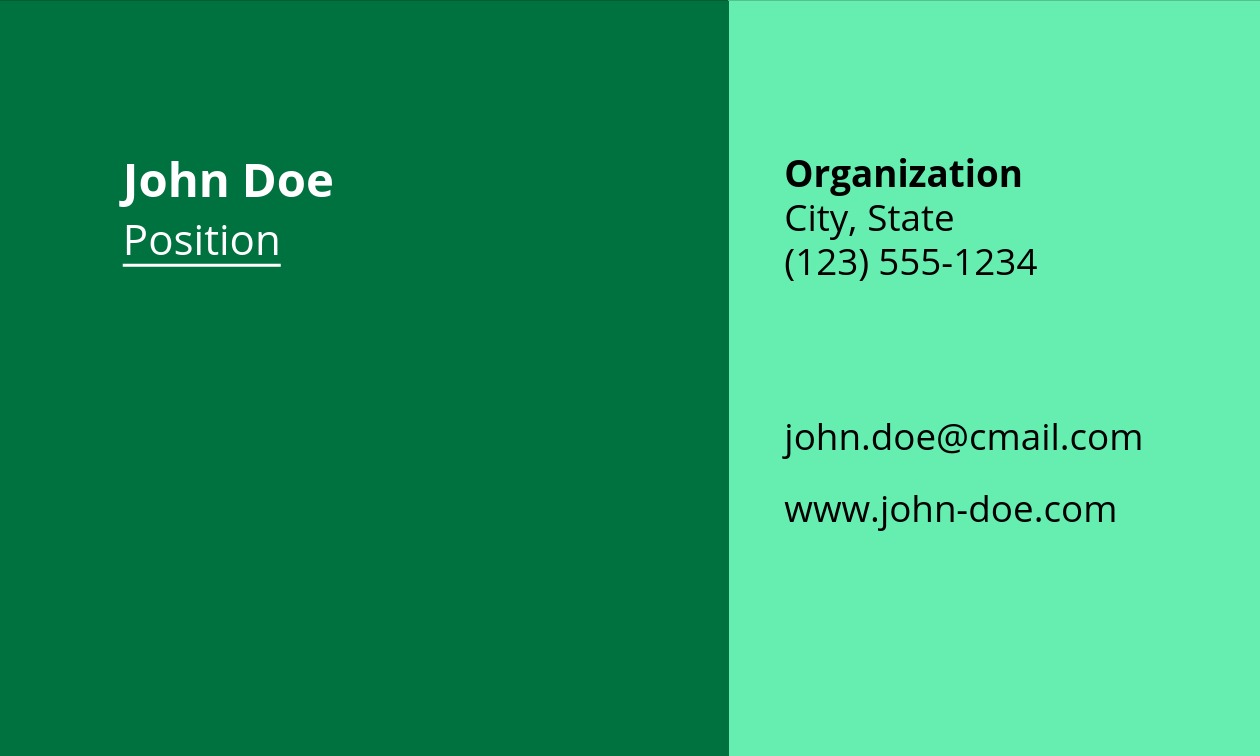 John Doe
Position
Organization
City, State
(123) 555-1234
john.doe@cmail.com
www.john-doe.com